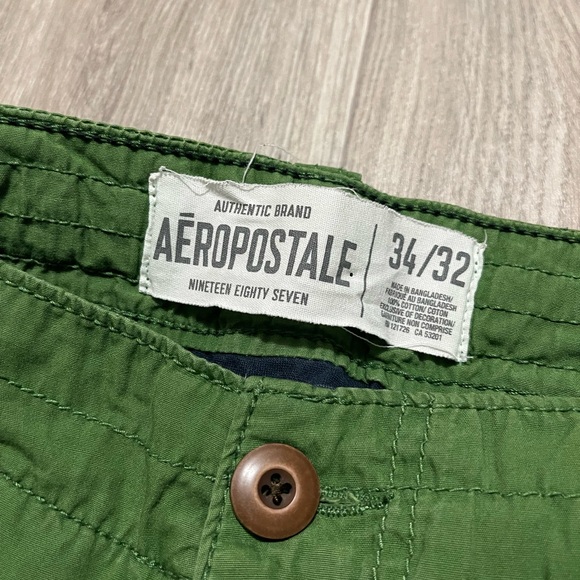 AUTHENTIC BRAND
AĒROPOSTALE
NINETEEN EIGHTY SEVEN
34/32
MADE IN BANGLADESH/
FABRIQUÉ AU BANGLADESH
100% COTTON/ COTON
EXCLUSIVE OF DECORATION/
GARNITURE NON COMPRISE
RN 121726 CA 53201